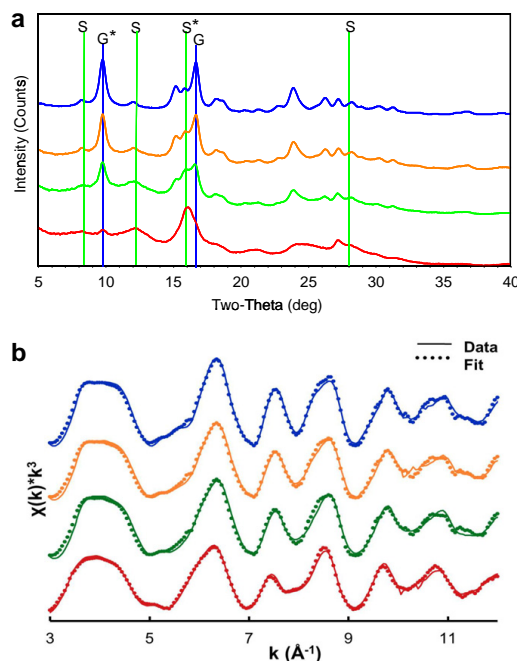 a
S G* S S* G S
Intensity (Counts)
5 10 15 20 25 30 35 40
Two-Theta (deg)
b
Data
Fit
χ(k)*k³
3 5 7 9 11
k (Å⁻¹)